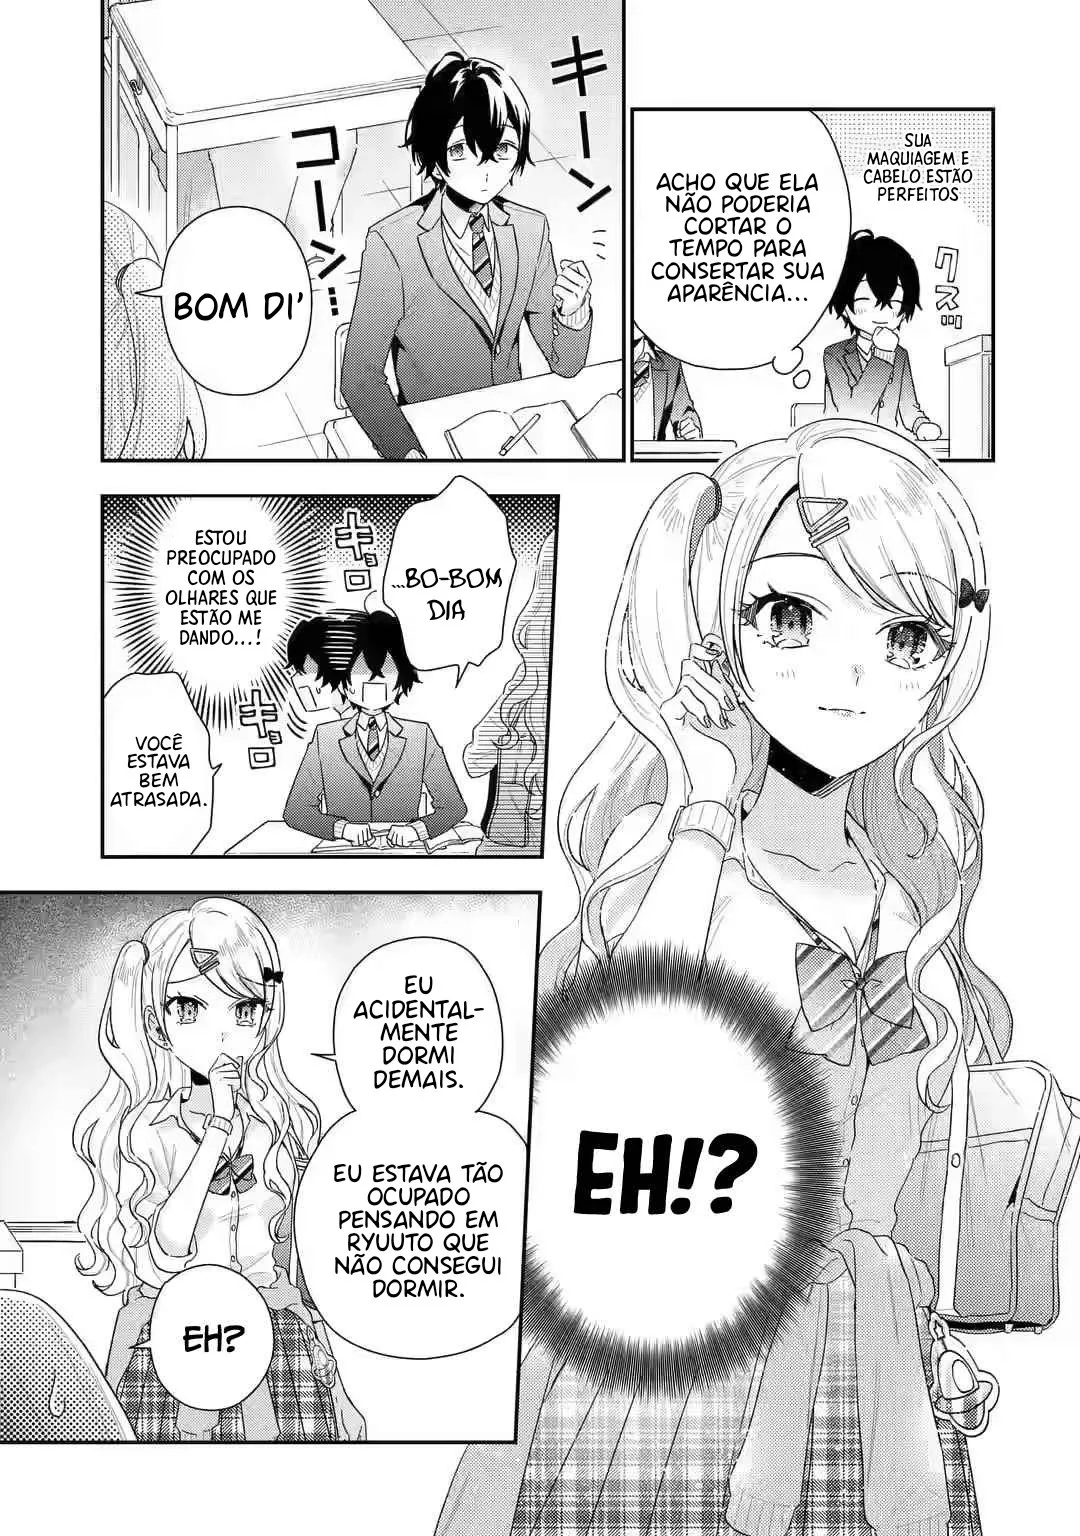 SUA
MAQUIAGEM E
CABELO ESTÃO
PERFEITOS
ACHO QUE ELA
NÃO PODERIA
CORTAR O
TEMPO PARA
CONSERTAR SUA
APARÊNCIA...
クスッ
キーン
コーン...
BOM DI'
...BO-BOM
DIA
キョロ
ESTOU
PREOCUPADO
COM OS
OLHARES QUE
ESTÃO ME
DANDO...!
キョロ
VOCÊ
ESTAVA
BEM
ATRASADA.
EU
ACIDENTAL-
MENTE
DORMI
DEMAIS.
EU ESTAVA TÃO
OCUPADO
PENSANDO EM
RYUUTO QUE
NÃO CONSEGUI
DORMIR.
EH?
EH!?